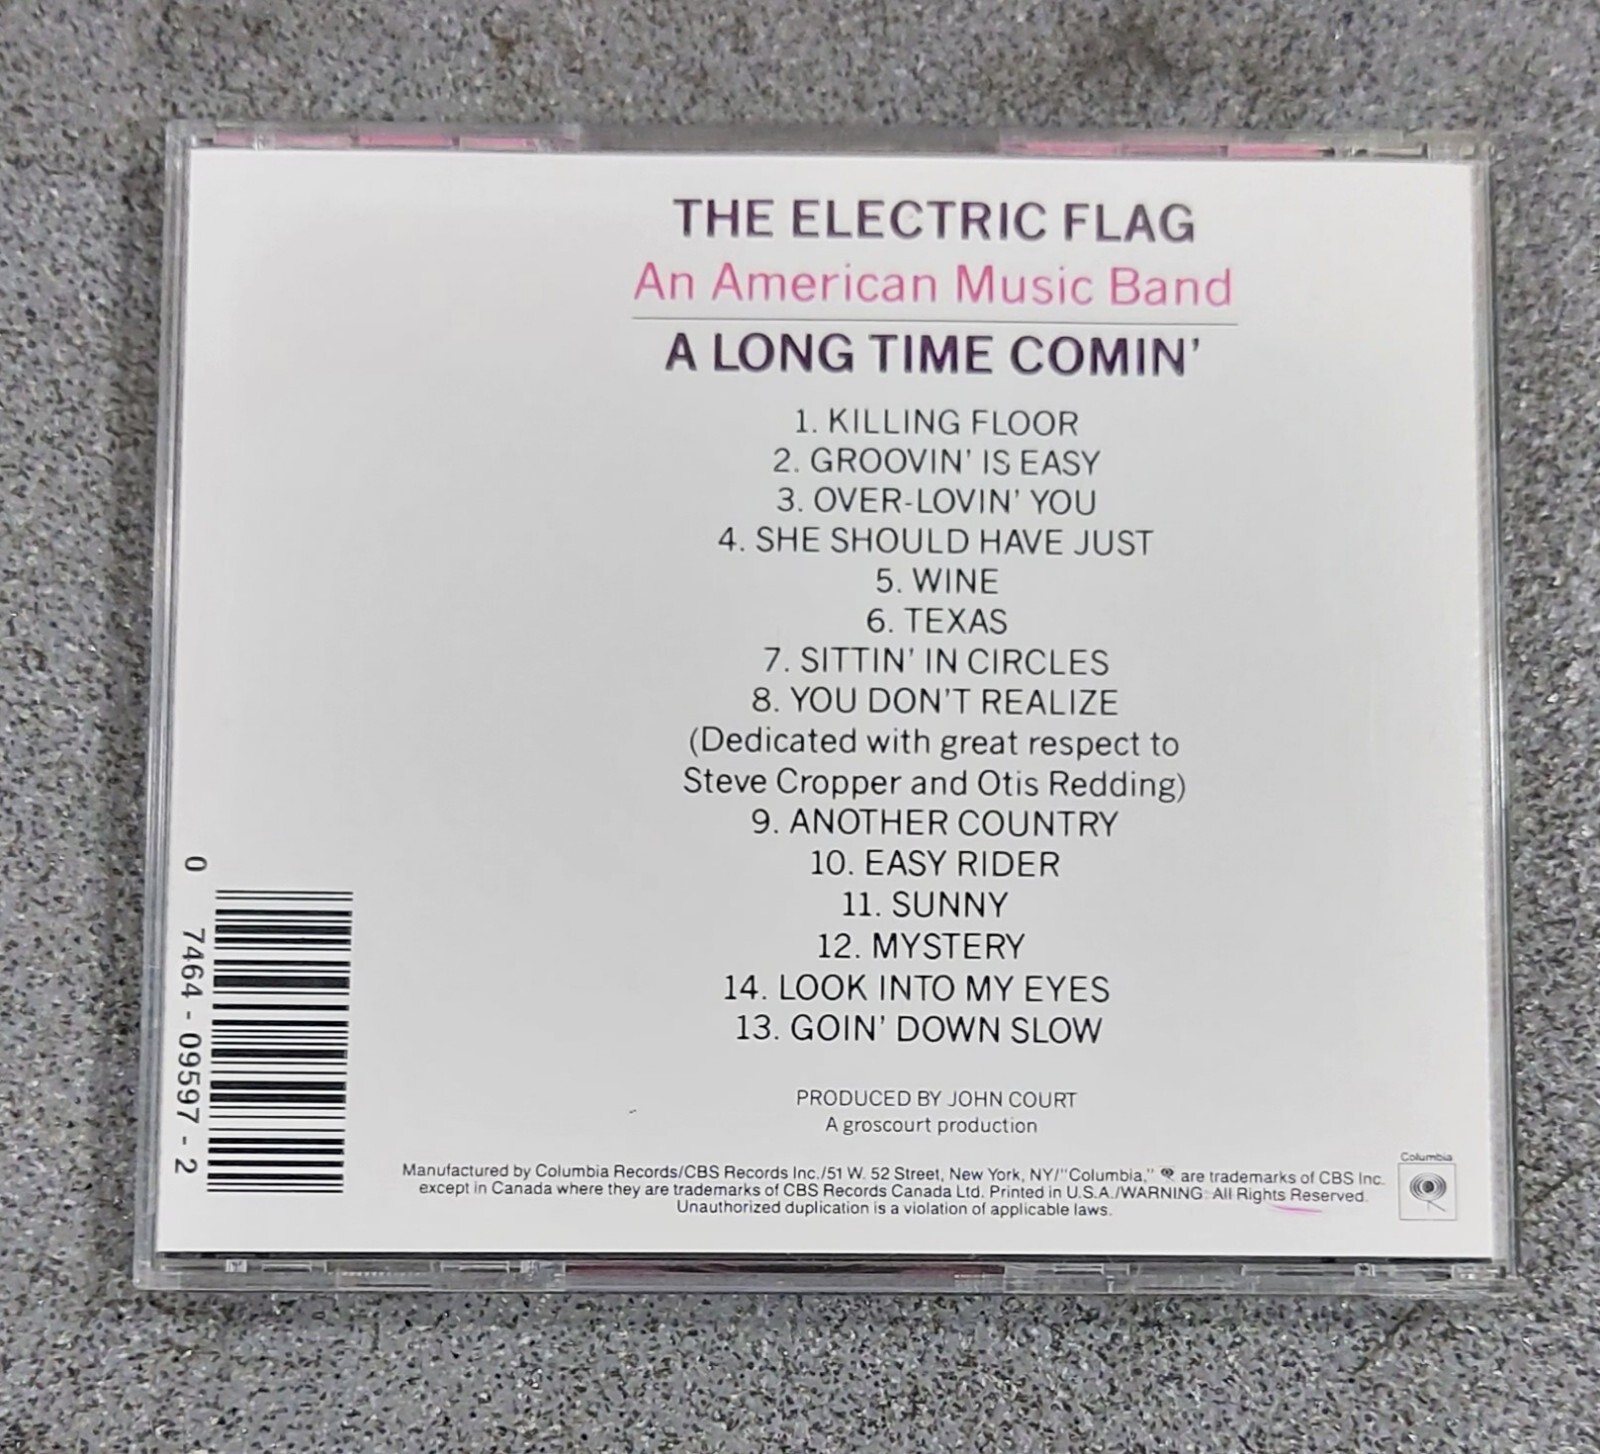 THE ELECTRIC FLAG
An American Music Band
A LONG TIME COMIN'
1. KILLING FLOOR
2. GROOVIN' IS EASY
3. OVER-LOVIN' YOU
4. SHE SHOULD HAVE JUST
5. WINE
6. TEXAS
7. SITTIN' IN CIRCLES
8. YOU DON'T REALIZE
(Dedicated with great respect to
Steve Cropper and Otis Redding)
9. ANOTHER COUNTRY
10. EASY RIDER
11. SUNNY
12. MYSTERY
14. LOOK INTO MY EYES
13. GOIN' DOWN SLOW
PRODUCED BY JOHN COURT
A groscourt production
Manufactured by Columbia Records/CBS Records Inc./51 W. 52 Street, New York, NY/"Columbia," are trademarks of CBS Inc.
except in Canada where they are trademarks of CBS Records Canada Ltd. Printed in U.S.A./WARNING: All Rights Reserved.
Unauthorized duplication is a violation of applicable laws.
Columbia
0 7464-09597-2